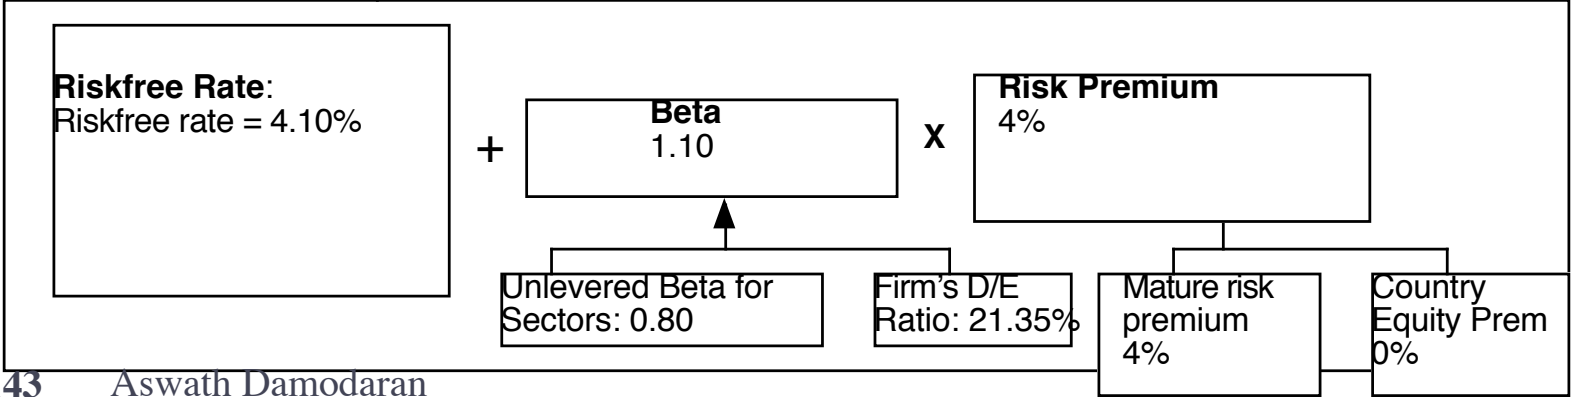 Riskfree Rate:
Riskfree rate = 4.10%
+
Beta
1.10
X
Risk Premium
4%
Unlevered Beta for
Sectors: 0.80
Firm's D/E
Ratio: 21.35%
Mature risk
premium
4%
Country
Equity Prem
0%
43 Aswath Damodaran